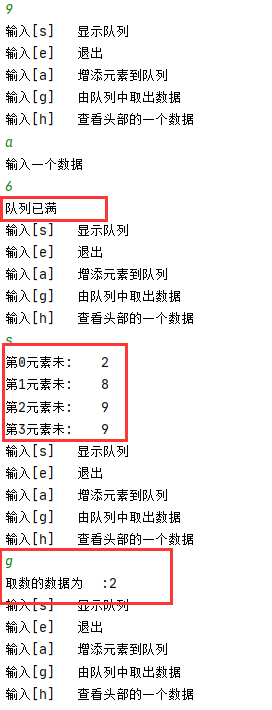 9
输入[s]   显示队列
输入[e]   退出
输入[a]   增添元素到队列
输入[g]   由队列中取出数据
输入[h]   查看头部的一个数据
a
输入一个数据
6
队列已满
输入[s]   显示队列
输入[e]   退出
输入[a]   增添元素到队列
输入[g]   由队列中取出数据
输入[h]   查看头部的一个数据
s
第0元素未:   2
第1元素未:   8
第2元素未:   9
第3元素未:   9
输入[s]   显示队列
输入[e]   退出
输入[a]   增添元素到队列
输入[g]   由队列中取出数据
输入[h]   查看头部的一个数据
g
取数的数据为   :2
输入[s]   显示队列
输入[e]   退出
输入[a]   增添元素到队列
输入[g]   由队列中取出数据
输入[h]   查看头部的一个数据